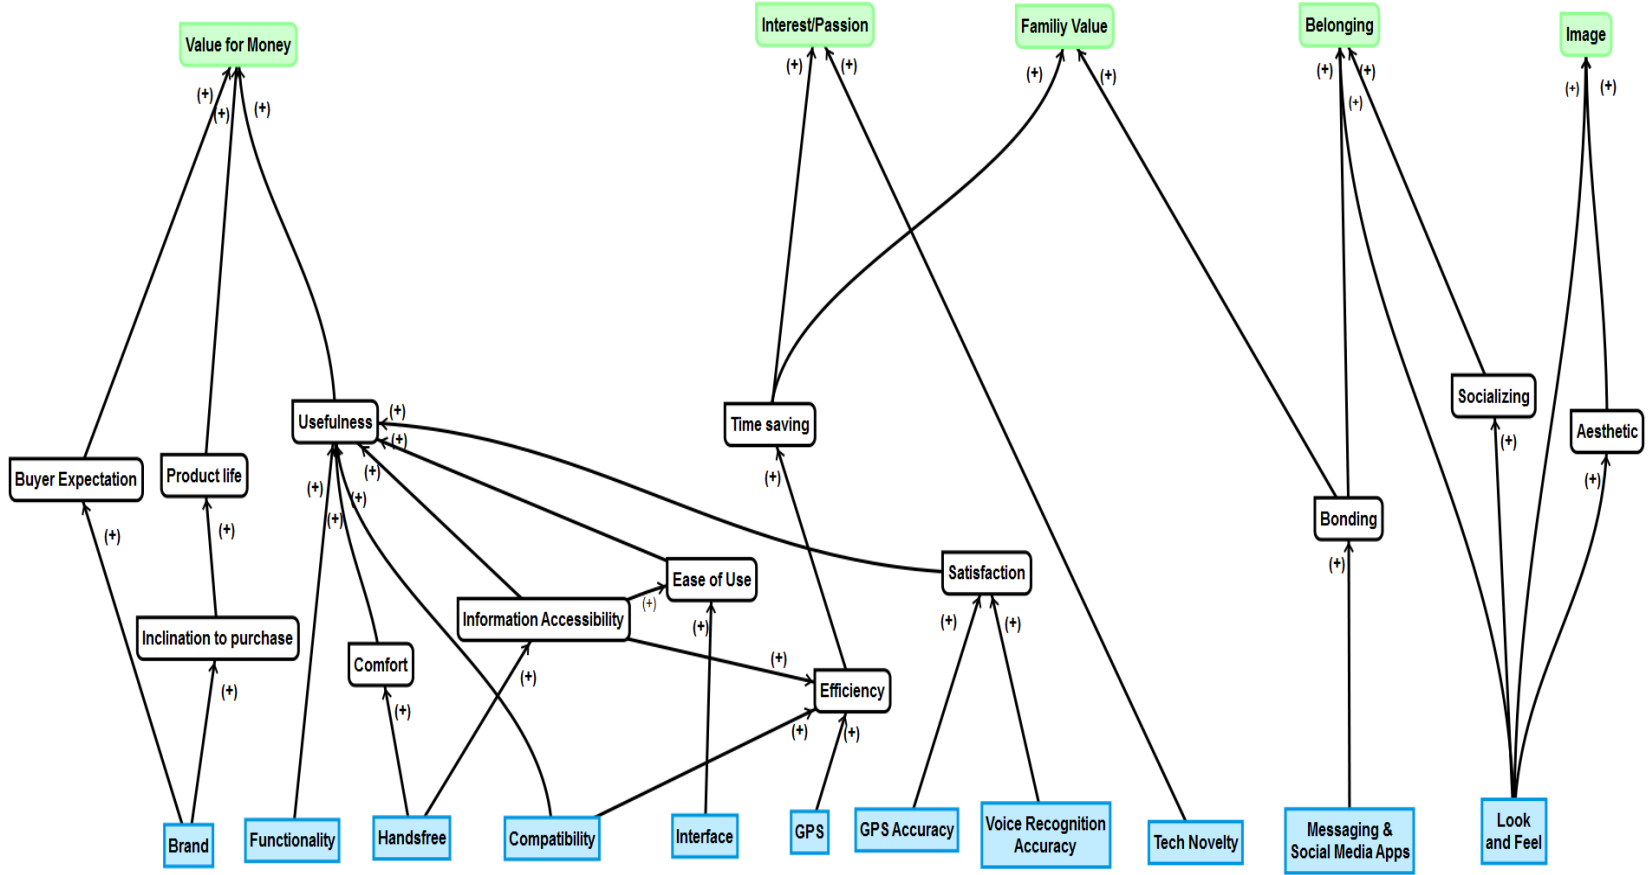 Value for Money
Interest/Passion
Familiy Value
Belonging
Image
(+)
(+)
(+)
(+)
(+)
(+)
(+)
(+)
(+)
(+)
(+)
(+)
(+)
Usefulness
Time saving
Socializing
Aesthetic
(+)
(+)
(+)
(+)
(+)
(+)
Buyer Expectation
Product life
(+)
(+)
(+)
(+)
(+)
Bonding
(+)
(+)
Satisfaction
Ease of Use
Information Accessibility
(+)
(+)
(+)
(+)
Inclination to purchase
Comfort
(+)
(+)
(+)
(+)
Efficiency
(+)
(+)
Brand
Functionality
Handsfree
Compatibility
Interface
GPS
GPS Accuracy
Voice Recognition
Accuracy
Tech Novelty
Messaging &
Social Media Apps
Look
and Feel